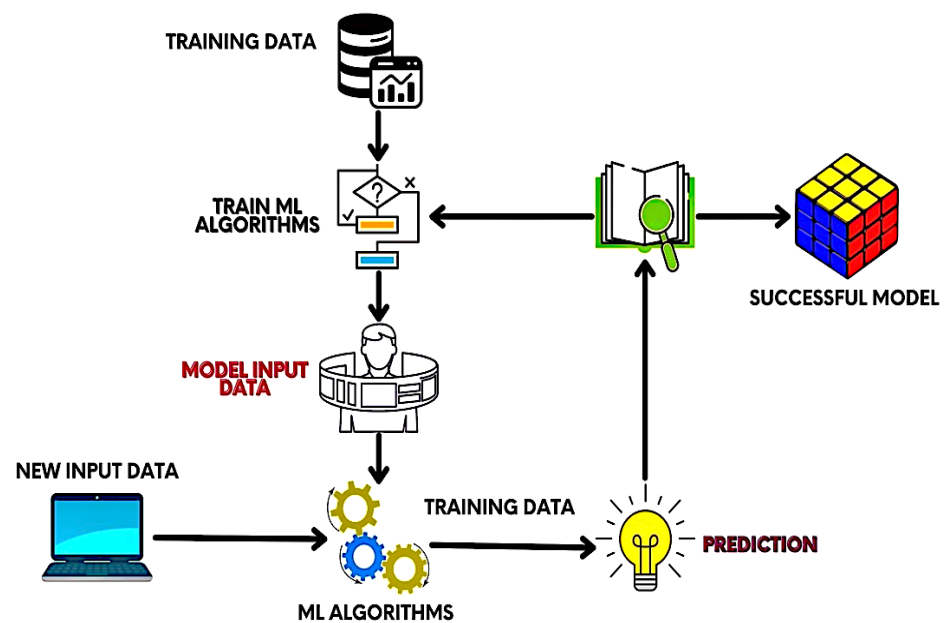 TRAINING DATA
TRAIN ML
ALGORITHMS
?
SUCCESSFUL MODEL
MODEL INPUT
DATA
NEW INPUT DATA
TRAINING DATA
PREDICTION
ML ALGORITHMS